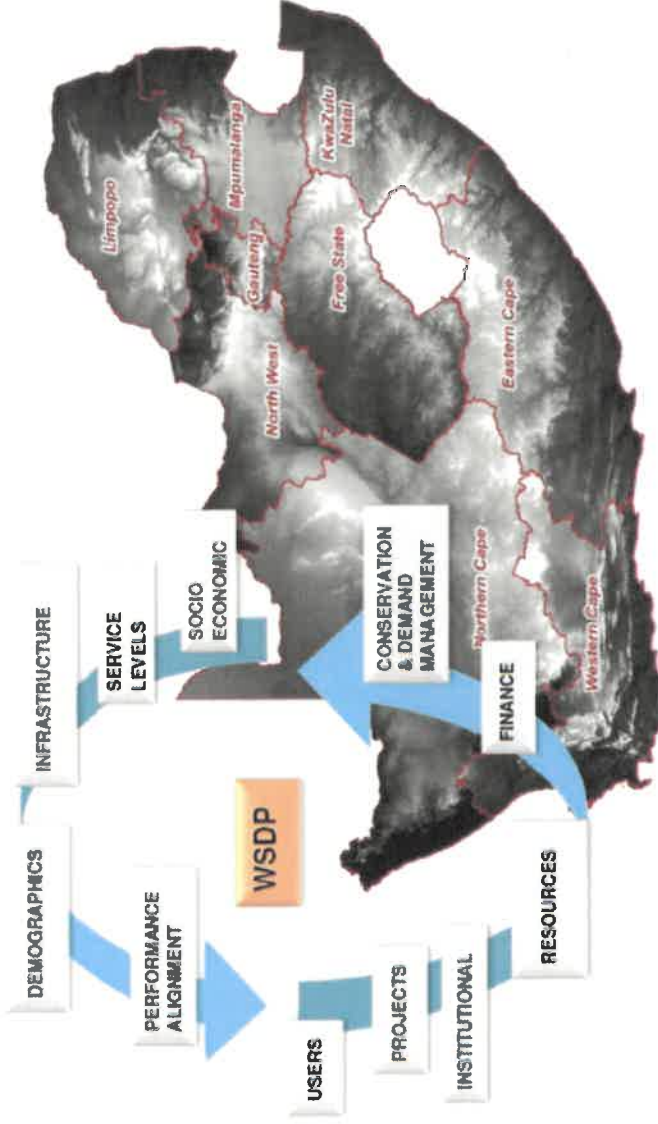 DEMOGRAPHICS
INFRASTRUCTURE
PERFORMANCE
ALIGNMENT
SERVICE
LEVELS
SOCIO
ECONOMIC
WSDP
USERS
PROJECTS
INSTITUTIONAL
RESOURCES
FINANCE
CONSERVATION
& DEMAND
MANAGEMENT
Limpopo
Mpumalanga
Gauteng
North West
Free State
KwaZulu
Natal
Northern Cape
Eastern Cape
Western Cape